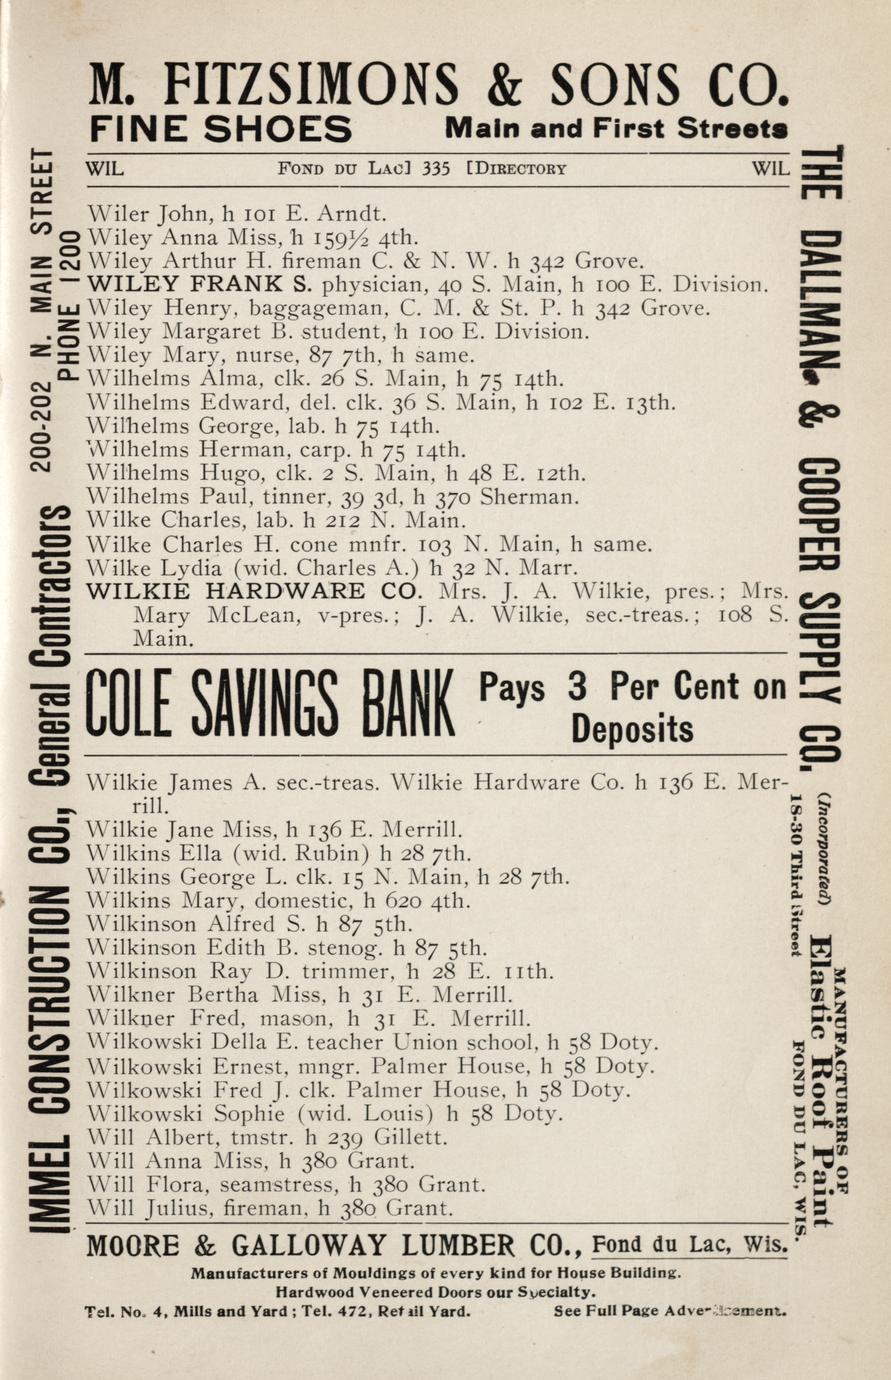 M. FITZSIMONS & SONS CO.
FINE SHOES Main and First Streets
WIL FOND DU LAC] 335 [DIRECTORY WIL
Wiler John, h 101 E. Arndt.
Wiley Anna Miss, h 159½ 4th.
Wiley Arthur H. fireman C. & N. W. h 342 Grove.
WILEY FRANK S. physician, 40 S. Main, h 100 E. Division.
Wiley Henry, baggageman, C. M. & St. P. h 342 Grove.
Wiley Margaret B. student, h 100 E. Division.
Wiley Mary, nurse, 87 7th, h same.
Wilhelms Alma, clk. 26 S. Main, h 75 14th.
Wilhelms Edward, del. clk. 36 S. Main, h 102 E. 13th.
Wilhelms George, lab. h 75 14th.
Wilhelms Herman, carp. h 75 14th.
Wilhelms Hugo, clk. 2 S. Main, h 48 E. 12th.
Wilhelms Paul, tinner, 39 3d, h 370 Sherman.
Wilke Charles, lab. h 212 N. Main.
Wilke Charles H. cone mnfr. 103 N. Main, h same.
Wilke Lydia (wid. Charles A.) h 32 N. Marr.
WILKIE HARDWARE CO. Mrs. J. A. Wilkie, pres.; Mrs.
Mary McLean, v-pres.; J. A. Wilkie, sec.-treas.; 108 S.
Main.
COLE SAVINGS BANK Pays 3 Per Cent on
Deposits
Wilkie James A. sec.-treas. Wilkie Hardware Co. h 136 E. Mer-
rill.
Wilkie Jane Miss, h 136 E. Merrill.
Wilkins Ella (wid. Rubin) h 28 7th.
Wilkins George L. clk. 15 N. Main, h 28 7th.
Wilkins Mary, domestic, h 620 4th.
Wilkinson Alfred S. h 87 5th.
Wilkinson Edith B. stenog. h 87 5th.
Wilkinson Ray D. trimmer, h 28 E. 11th.
Wilkner Bertha Miss, h 31 E. Merrill.
Wilkner Fred, mason, h 31 E. Merrill.
Wilkowski Della E. teacher Union school, h 58 Doty.
Wilkowski Ernest, mngr. Palmer House, h 58 Doty.
Wilkowski Fred J. clk. Palmer House, h 58 Doty.
Wilkowski Sophie (wid. Louis) h 58 Doty.
Will Albert, tmstr. h 239 Gillett.
Will Anna Miss, h 380 Grant.
Will Flora, seamstress, h 380 Grant.
Will Julius, fireman, h 380 Grant.
MOORE & GALLOWAY LUMBER CO., Fond du Lac, Wis.
Manufacturers of Mouldings of every kind for House Building.
Hardwood Veneered Doors our Specialty.
Tel. No. 4, Mills and Yard; Tel. 472, Retail Yard. See Full Page Advertisement.
IMMEL CONSTRUCTION CO., General Contractors 200-202 N. MAIN STREET
PHONE 1200
THE DALLMAN & COOPER SUPPLY CO.
(Incorporated)
18-30 Third Street
MANUFACTURERS OF
Elastic Roof Paint
FOND DU LAC, WIS.